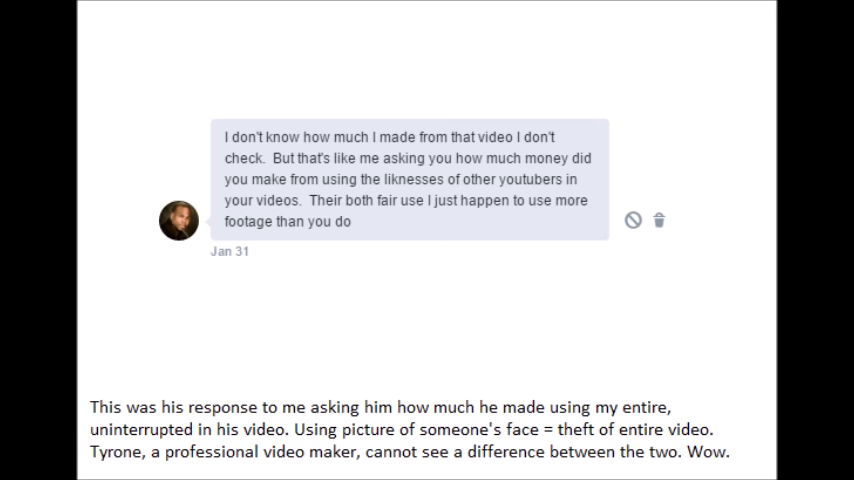 I don't know how much I made from that video I don't
check.  But that's like me asking you how much money did
you make from using the liknesses of other youtubers in
your videos.  Their both fair use I just happen to use more
footage than you do
Jan 31
This was his response to me asking him how much he made using my entire,
uninterrupted in his video. Using picture of someone's face = theft of entire video.
Tyrone, a professional video maker, cannot see a difference between the two. Wow.